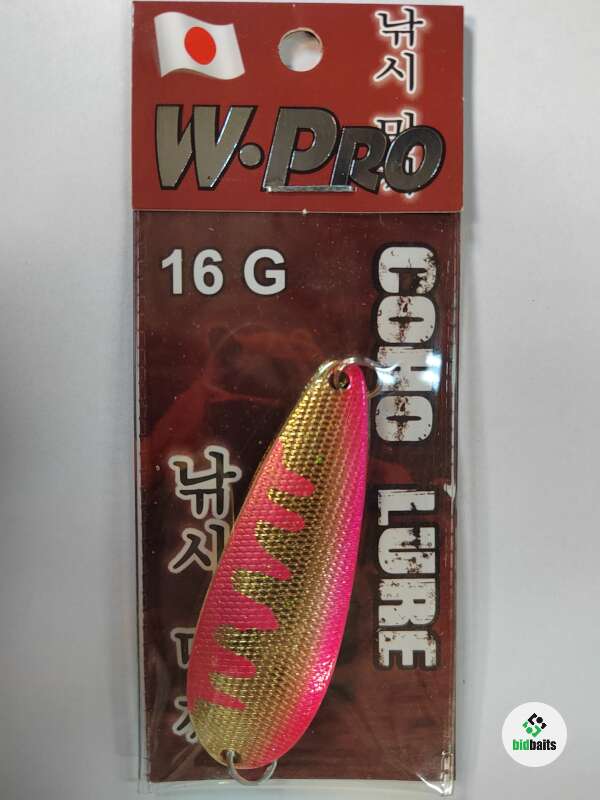 낚시
W·PRO
16 G
COHO LURE
낚시
bidbaits